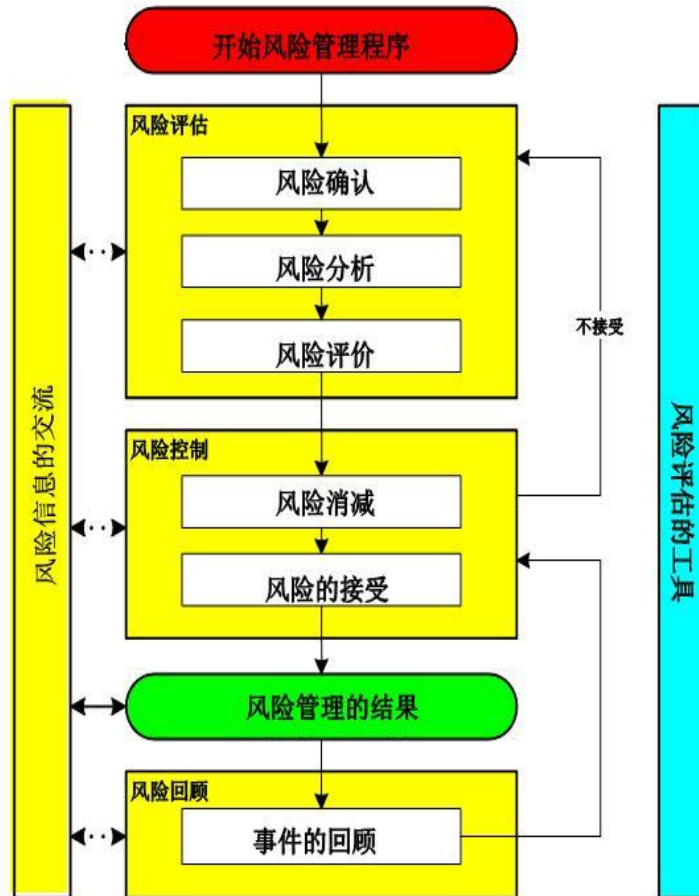 开始风险管理程序
风险评估
风险确认
风险分析
风险评价
不接受
风险控制
风险消减
风险的接受
风险管理的结果
风险回顾
事件的回顾
风险信息的交流
风险评估的工具